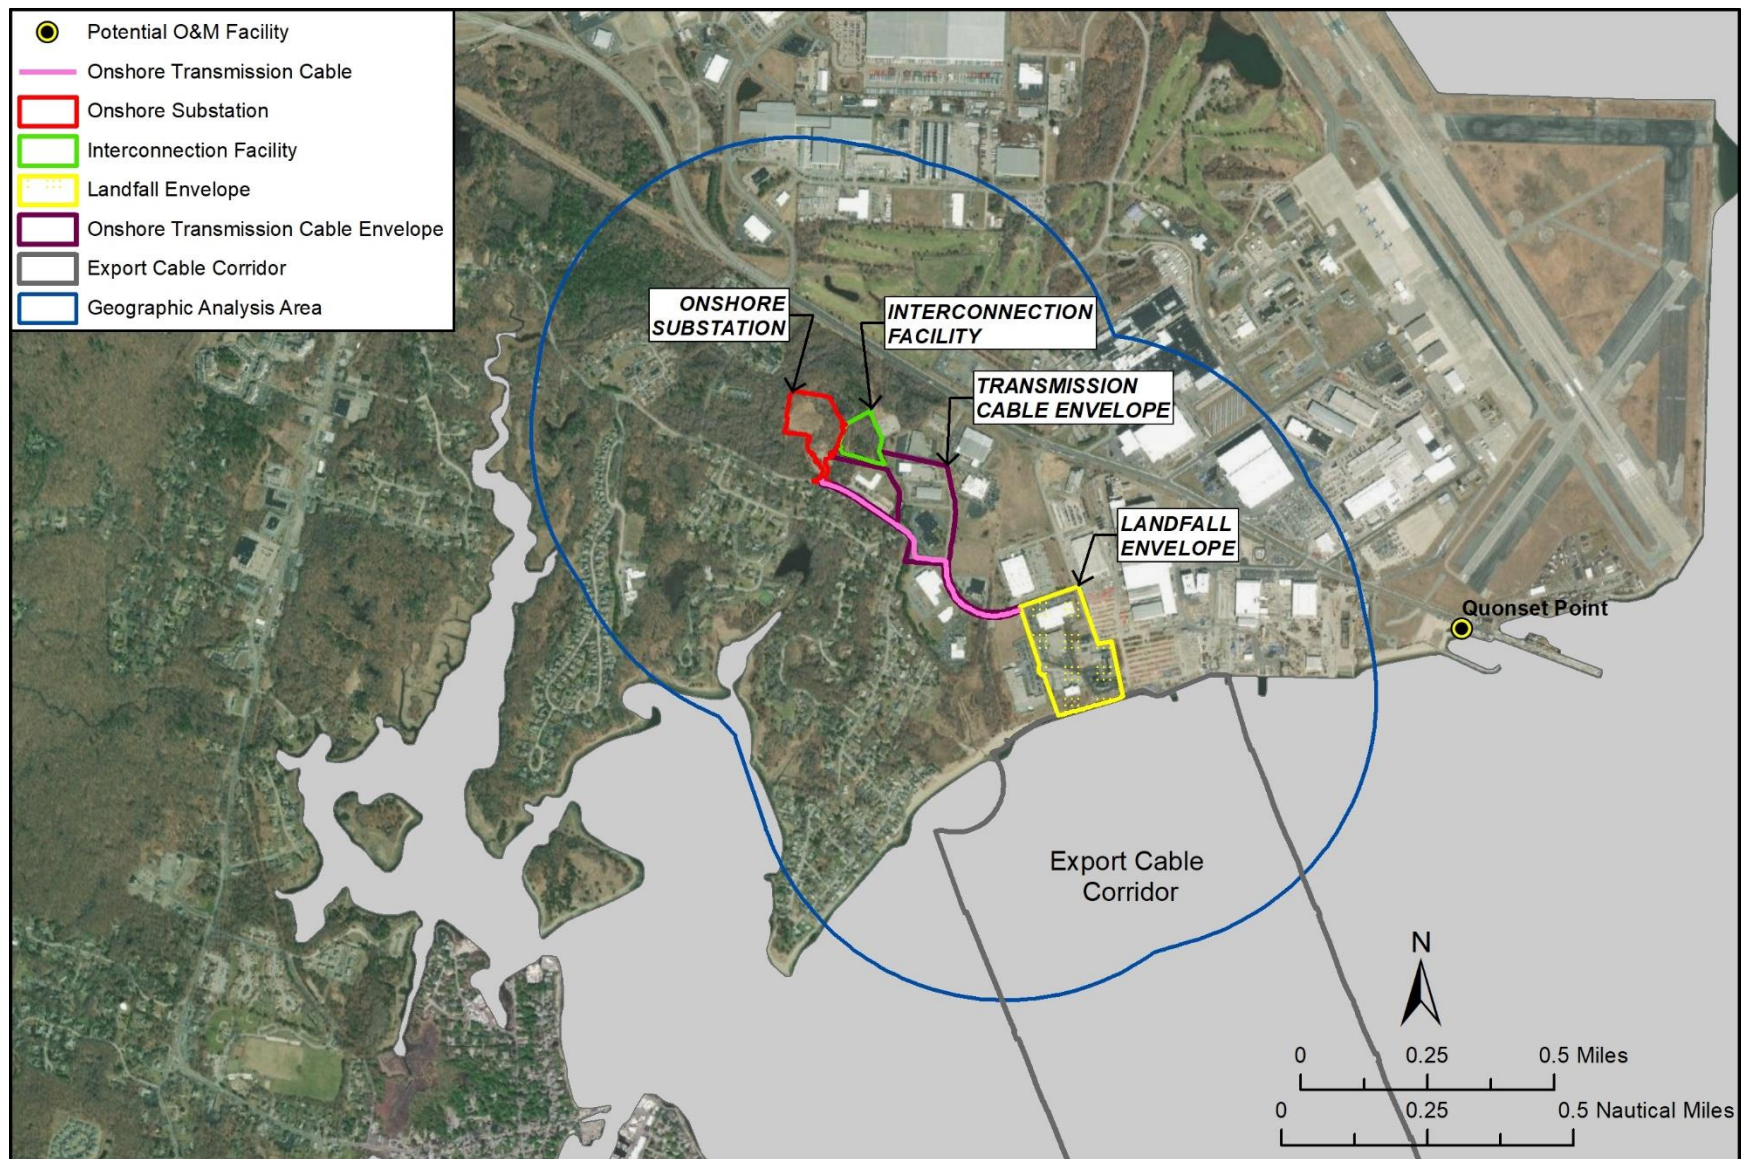 Potential O&M Facility
Onshore Transmission Cable
Onshore Substation
Interconnection Facility
Landfall Envelope
Onshore Transmission Cable Envelope
Export Cable Corridor
Geographic Analysis Area
ONSHORE
SUBSTATION
INTERCONNECTION
FACILITY
TRANSMISSION
CABLE ENVELOPE
LANDFALL
ENVELOPE
Quonset Point
Export Cable
Corridor
N
0 0.25 0.5 Miles
0 0.25 0.5 Nautical Miles